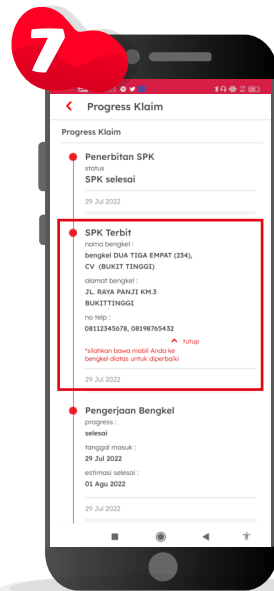 7
Progress Klaim
Progress Klaim
Penerbitan SPK
status
SPK selesai
29 Jul 2022
SPK Terbit
nama bengkel :
bengkel DUA TIGA EMPAT (234),
CV (BUKIT TINGGI)
alamat bengkel :
JL. RAYA PANJI KM.3
BUKITTINGGI
no telp :
08112345678, 08198765432
tutup
*silahkan bawa mobil Anda ke
bengkel diatas untuk diperbaiki
29 Jul 2022
Pengerjaan Bengkel
progress :
selesai
tanggal masuk :
29 Jul 2022
estimasi selesai :
01 Agu 2022
29 Jul 2022